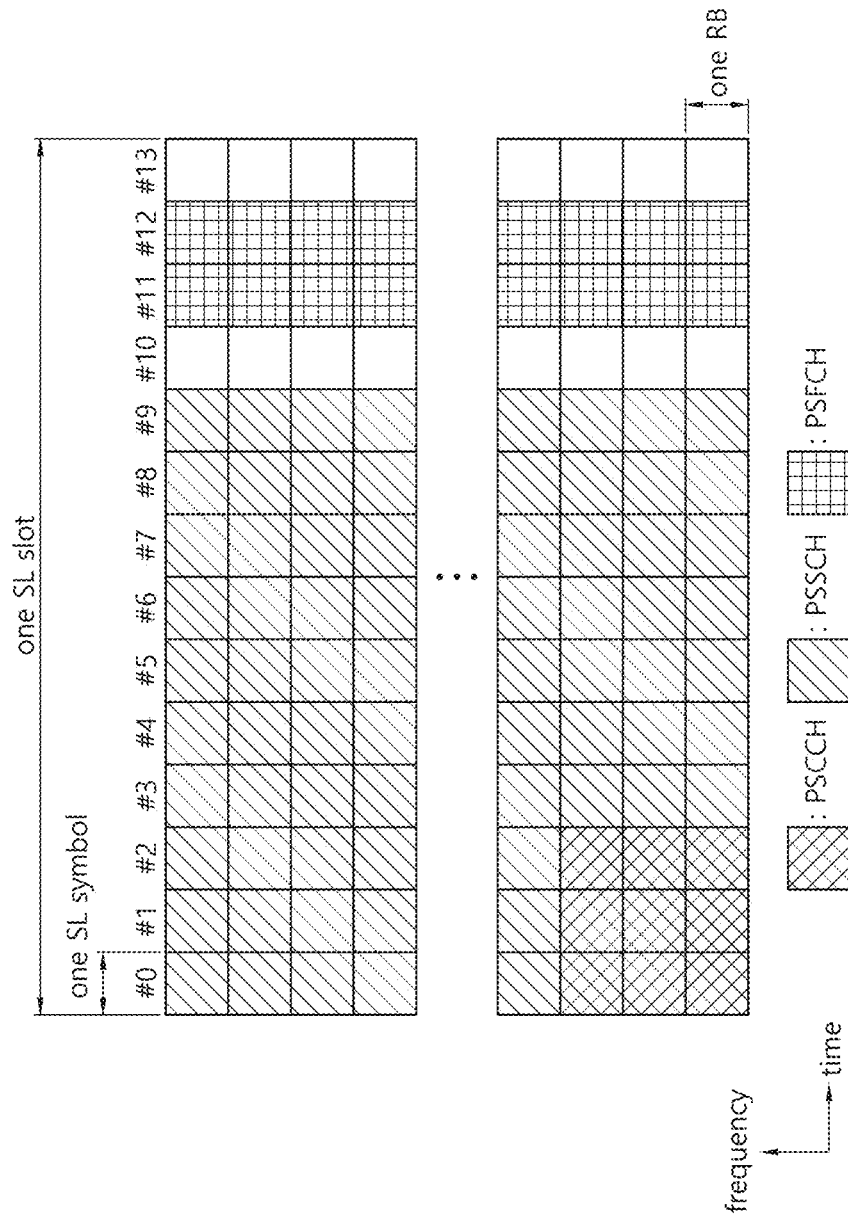 one SL slot
one SL symbol
#0 #1 #2 #3 #4 #5 #6 #7 #8 #9 #10 #11 #12 #13
one RB
: PSCCH : PSSCH : PSFCH
frequency
time